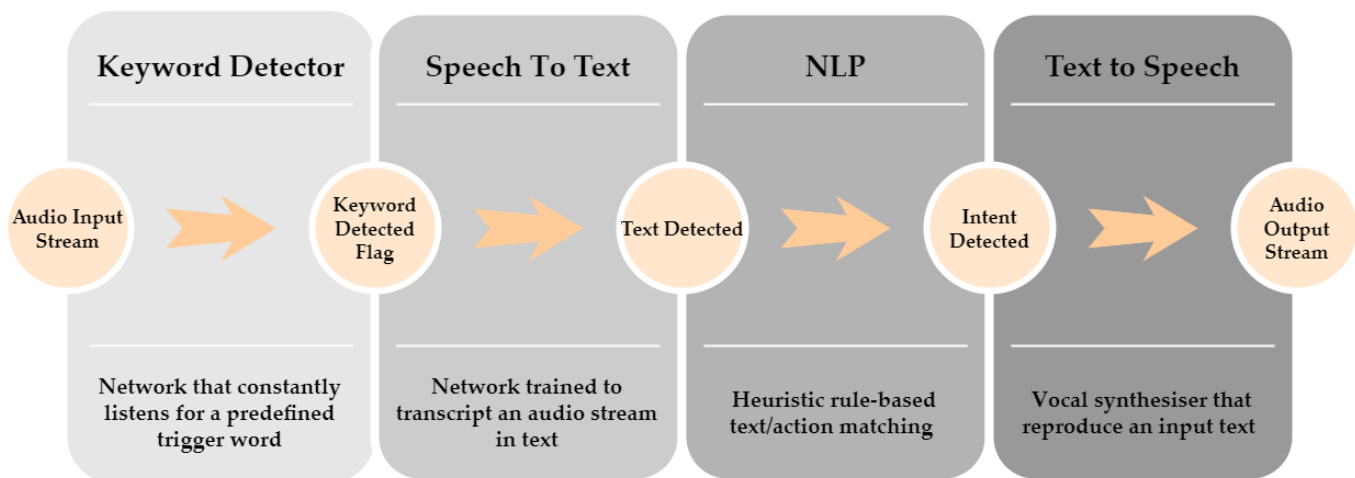 Keyword Detector
Speech To Text
NLP
Text to Speech
Audio Input
Stream
Keyword
Detected
Flag
Text Detected
Intent
Detected
Audio
Output
Stream
Network that constantly
listens for a predefined
trigger word
Network trained to
transcript an audio stream
in text
Heuristic rule-based
text/action matching
Vocal synthesiser that
reproduce an input text